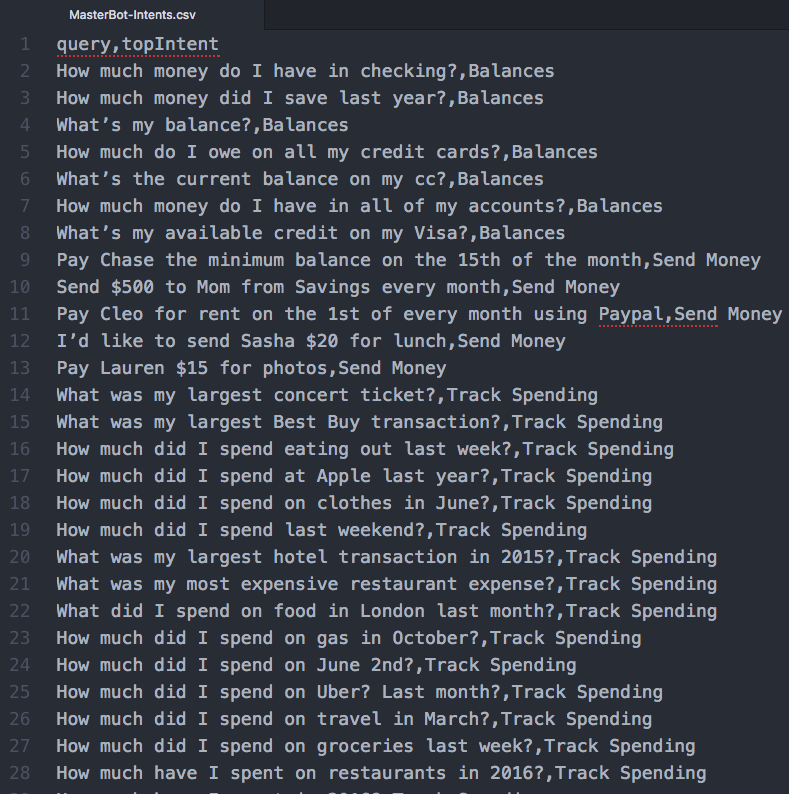 MasterBot-Intents.csv
1 query,topIntent
2 How much money do I have in checking?,Balances
3 How much money did I save last year?,Balances
4 What’s my balance?,Balances
5 How much do I owe on all my credit cards?,Balances
6 What’s the current balance on my cc?,Balances
7 How much money do I have in all of my accounts?,Balances
8 What’s my available credit on my Visa?,Balances
9 Pay Chase the minimum balance on the 15th of the month,Send Money
10 Send $500 to Mom from Savings every month,Send Money
11 Pay Cleo for rent on the 1st of every month using Paypal,Send Money
12 I’d like to send Sasha $20 for lunch,Send Money
13 Pay Lauren $15 for photos,Send Money
14 What was my largest concert ticket?,Track Spending
15 What was my largest Best Buy transaction?,Track Spending
16 How much did I spend eating out last week?,Track Spending
17 How much did I spend at Apple last year?,Track Spending
18 How much did I spend on clothes in June?,Track Spending
19 How much did I spend last weekend?,Track Spending
20 What was my largest hotel transaction in 2015?,Track Spending
21 What was my most expensive restaurant expense?,Track Spending
22 What did I spend on food in London last month?,Track Spending
23 How much did I spend on gas in October?,Track Spending
24 How much did I spend on June 2nd?,Track Spending
25 How much did I spend on Uber? Last month?,Track Spending
26 How much did I spend on travel in March?,Track Spending
27 How much did I spend on groceries last week?,Track Spending
28 How much have I spent on restaurants in 2016?,Track Spending